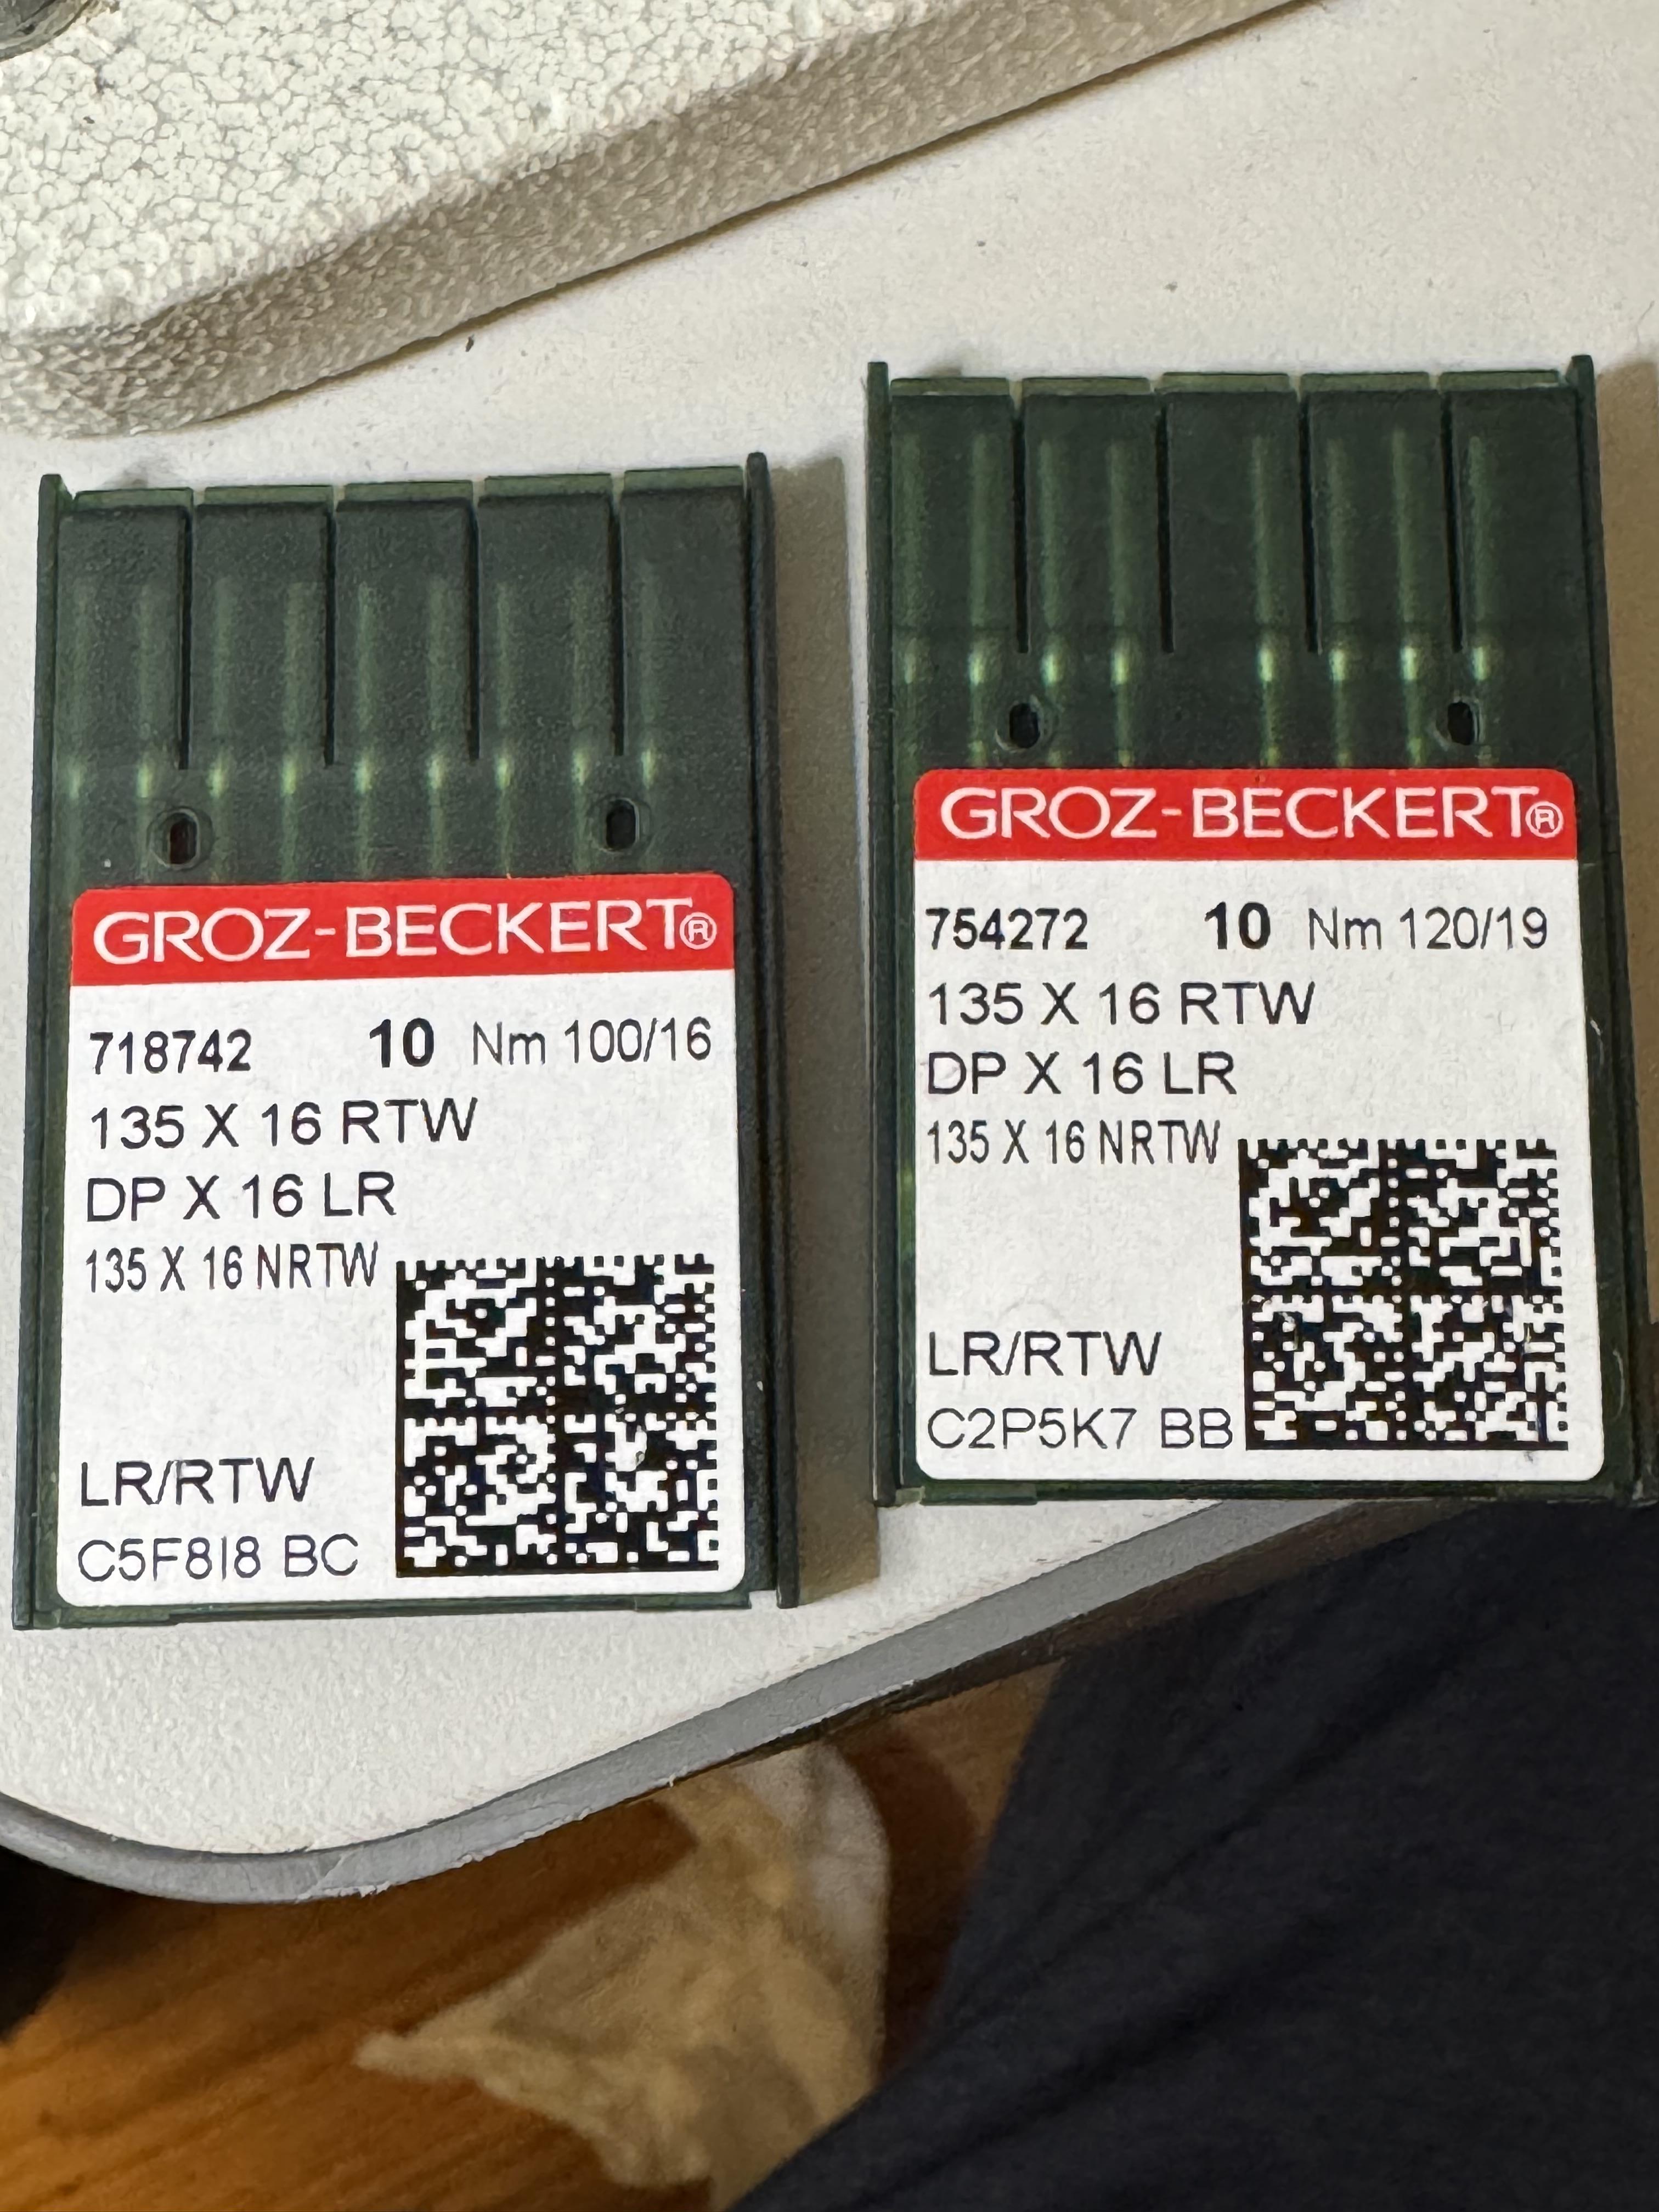 GROZ-BECKERT®
718742 10 Nm 100/16
135 X 16 RTW
DP X 16 LR
135 X 16 NRTW
LR/RTW
C5F8I8 BC
GROZ-BECKERT®
754272 10 Nm 120/19
135 X 16 RTW
DP X 16 LR
135 X 16 NRTW
LR/RTW
C2P5K7 BB